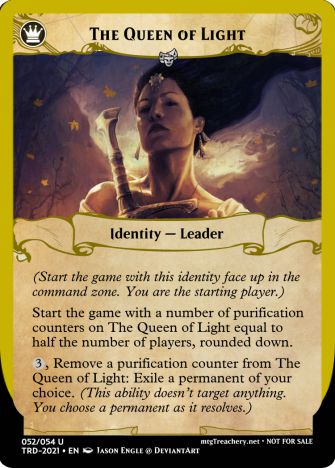 The Queen of Light
Identity — Leader
(Start the game with this identity face up in the
command zone. You are the starting player.)
Start the game with a number of purification
counters on The Queen of Light equal to
half the number of players, rounded down.
3, Remove a purification counter from The
Queen of Light: Exile a permanent of your
choice. (This ability doesn't target anything.
You choose a permanent as it resolves.)
052/054 U
TRD-2021 • EN Jason Engle @ DeviantArt
mtgTreachery.net • NOT FOR SALE